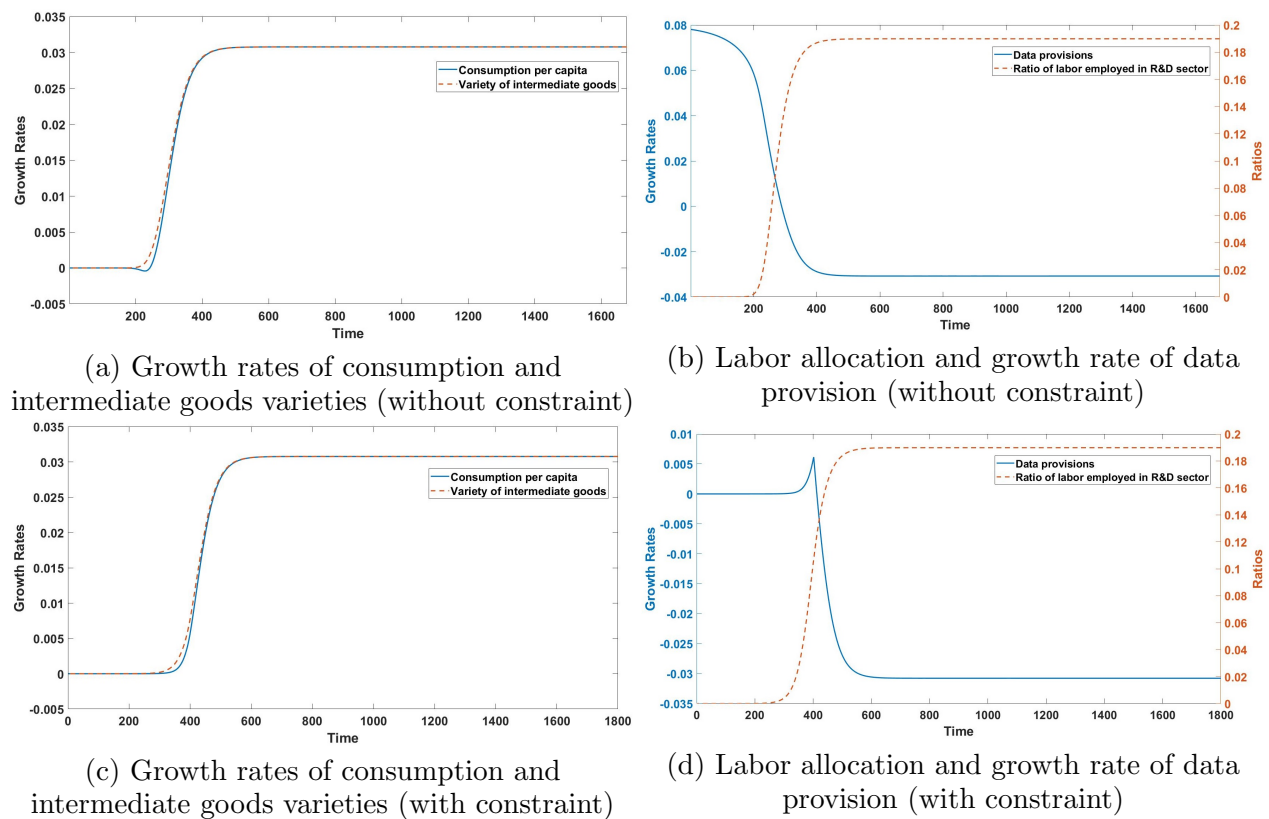 0.035
0.03
0.025
0.02
0.015
0.01
0.005
0
-0.005
Growth Rates
Consumption per capita
Variety of intermediate goods
200 400 600 800 1000 1200 1400 1600
Time
(a) Growth rates of consumption and
intermediate goods varieties (without constraint)
0.08
0.06
0.04
0.02
0
-0.02
-0.04
Growth Rates
Data provisions
Ratio of labor employed in R&D sector
0.2
0.18
0.16
0.14
0.12
0.1
0.08
0.06
0.04
0.02
0
Ratios
200 400 600 800 1000 1200 1400 1600
Time
(b) Labor allocation and growth rate of data
provision (without constraint)
0.035
0.03
0.025
0.02
0.015
0.01
0.005
0
-0.005
Growth Rates
Consumption per capita
Variety of intermediate goods
0 200 400 600 800 1000 1200 1400 1600 1800
Time
(c) Growth rates of consumption and
intermediate goods varieties (with constraint)
0.01
0.005
0
-0.005
-0.01
-0.015
-0.02
-0.025
-0.03
-0.035
Growth Rates
Data provisions
Ratio of labor employed in R&D sector
0.2
0.18
0.16
0.14
0.12
0.1
0.08
0.06
0.04
0.02
0
Ratios
0 200 400 600 800 1000 1200 1400 1600 1800
Time
(d) Labor allocation and growth rate of data
provision (with constraint)